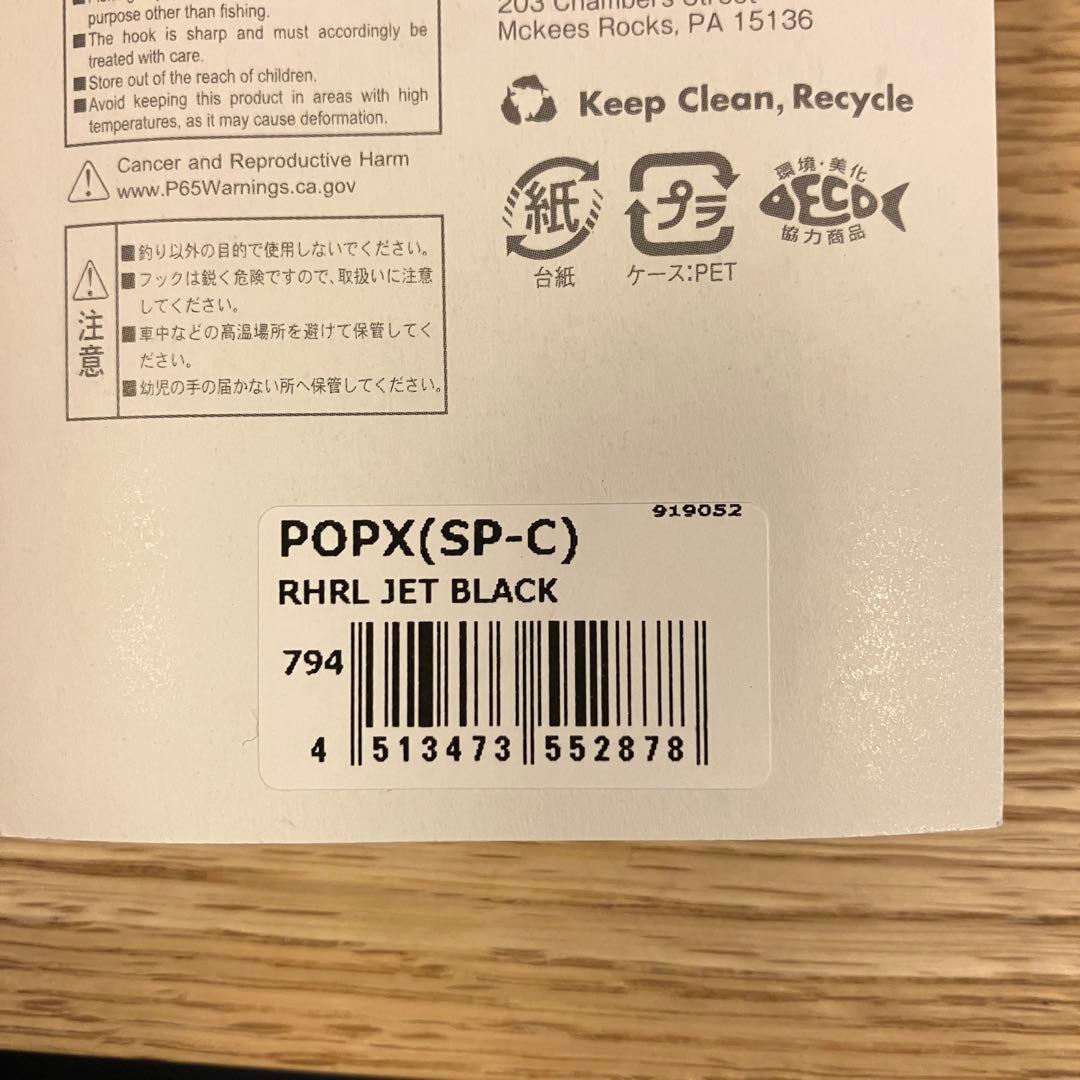 purpose other than fishing.
■The hook is sharp and must accordingly be
treated with care.
■Store out of the reach of children.
■Avoid keeping this product in areas with high
temperatures, as it may cause deformation.
Cancer and Reproductive Harm
www.P65Warnings.ca.gov
注意
■釣り以外の目的で使用しないでください。
■フックは鋭く危険ですので、取扱いに注意
してください。
■車中などの高温場所を避けて保管してく
ださい。
■幼児の手の届かない所へ保管してください。
203 Chambers Street
Mckees Rocks, PA 15136
Keep Clean, Recycle
紙
台紙
プラ
ケース:PET
環境・美化
ECO
協力商品
919052
POPX(SP-C)
RHRL JET BLACK
794
4 513473 552878